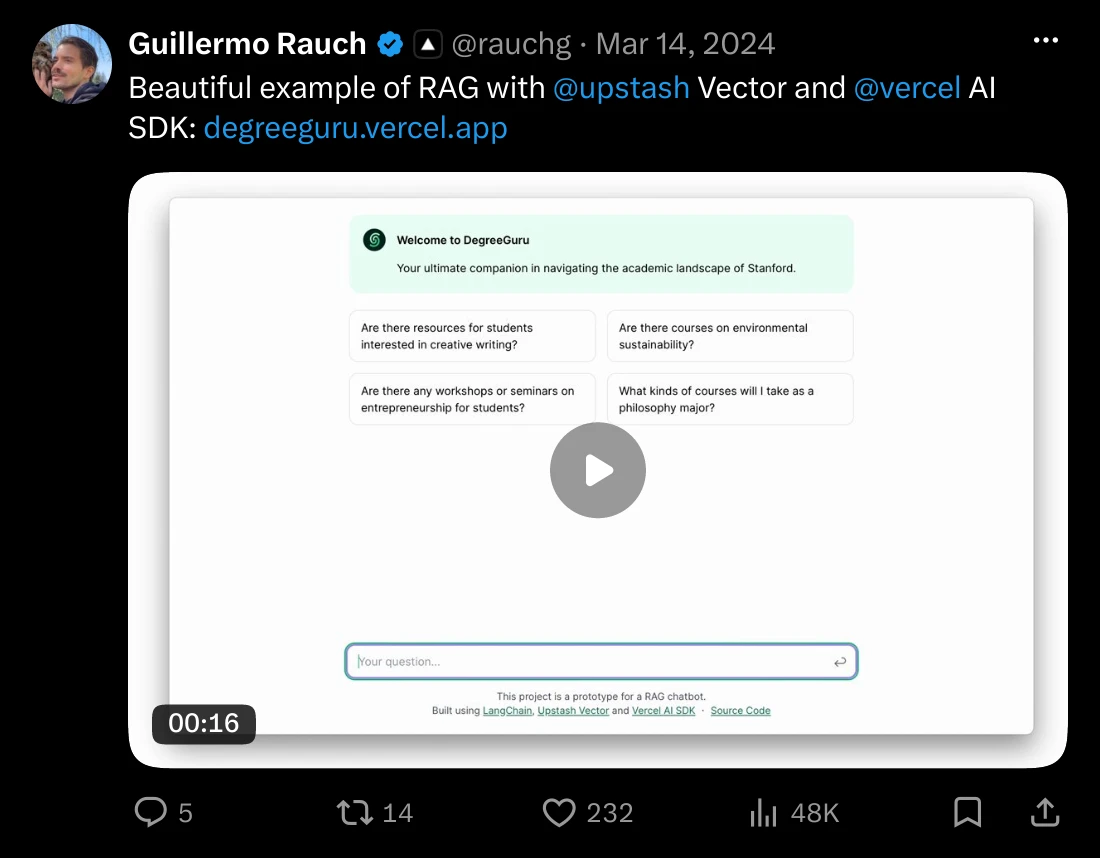 Guillermo Rauch @rauchg · Mar 14, 2024
Beautiful example of RAG with @upstash Vector and @vercel AI
SDK: degreeguru.vercel.app
Welcome to DegreeGuru
Your ultimate companion in navigating the academic landscape of Stanford.
Are there resources for students
interested in creative writing?
Are there courses on environmental
sustainability?
Are there any workshops or seminars on
entrepreneurship for students?
What kinds of courses will I take as a
philosophy major?
Your question...
This project is a prototype for a RAG chatbot.
Built using LangChain, Upstash Vector and Vercel AI SDK · Source Code
00:16
5 14 232 48K